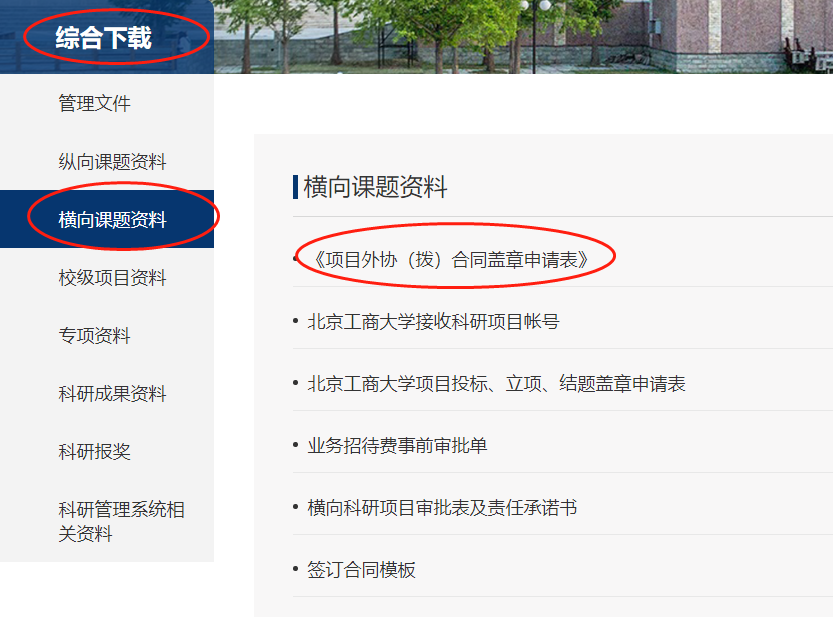 综合下载
管理文件
纵向课题资料
横向课题资料
校级项目资料
专项资料
科研成果资料
科研报奖
科研管理系统相
关资料
横向课题资料
• 《项目外协（拨）合同盖章申请表》
• 北京工商大学接收科研项目帐号
• 北京工商大学项目投标、立项、结题盖章申请表
• 业务招待费事前审批单
• 横向科研项目审批表及责任承诺书
• 签订合同模板